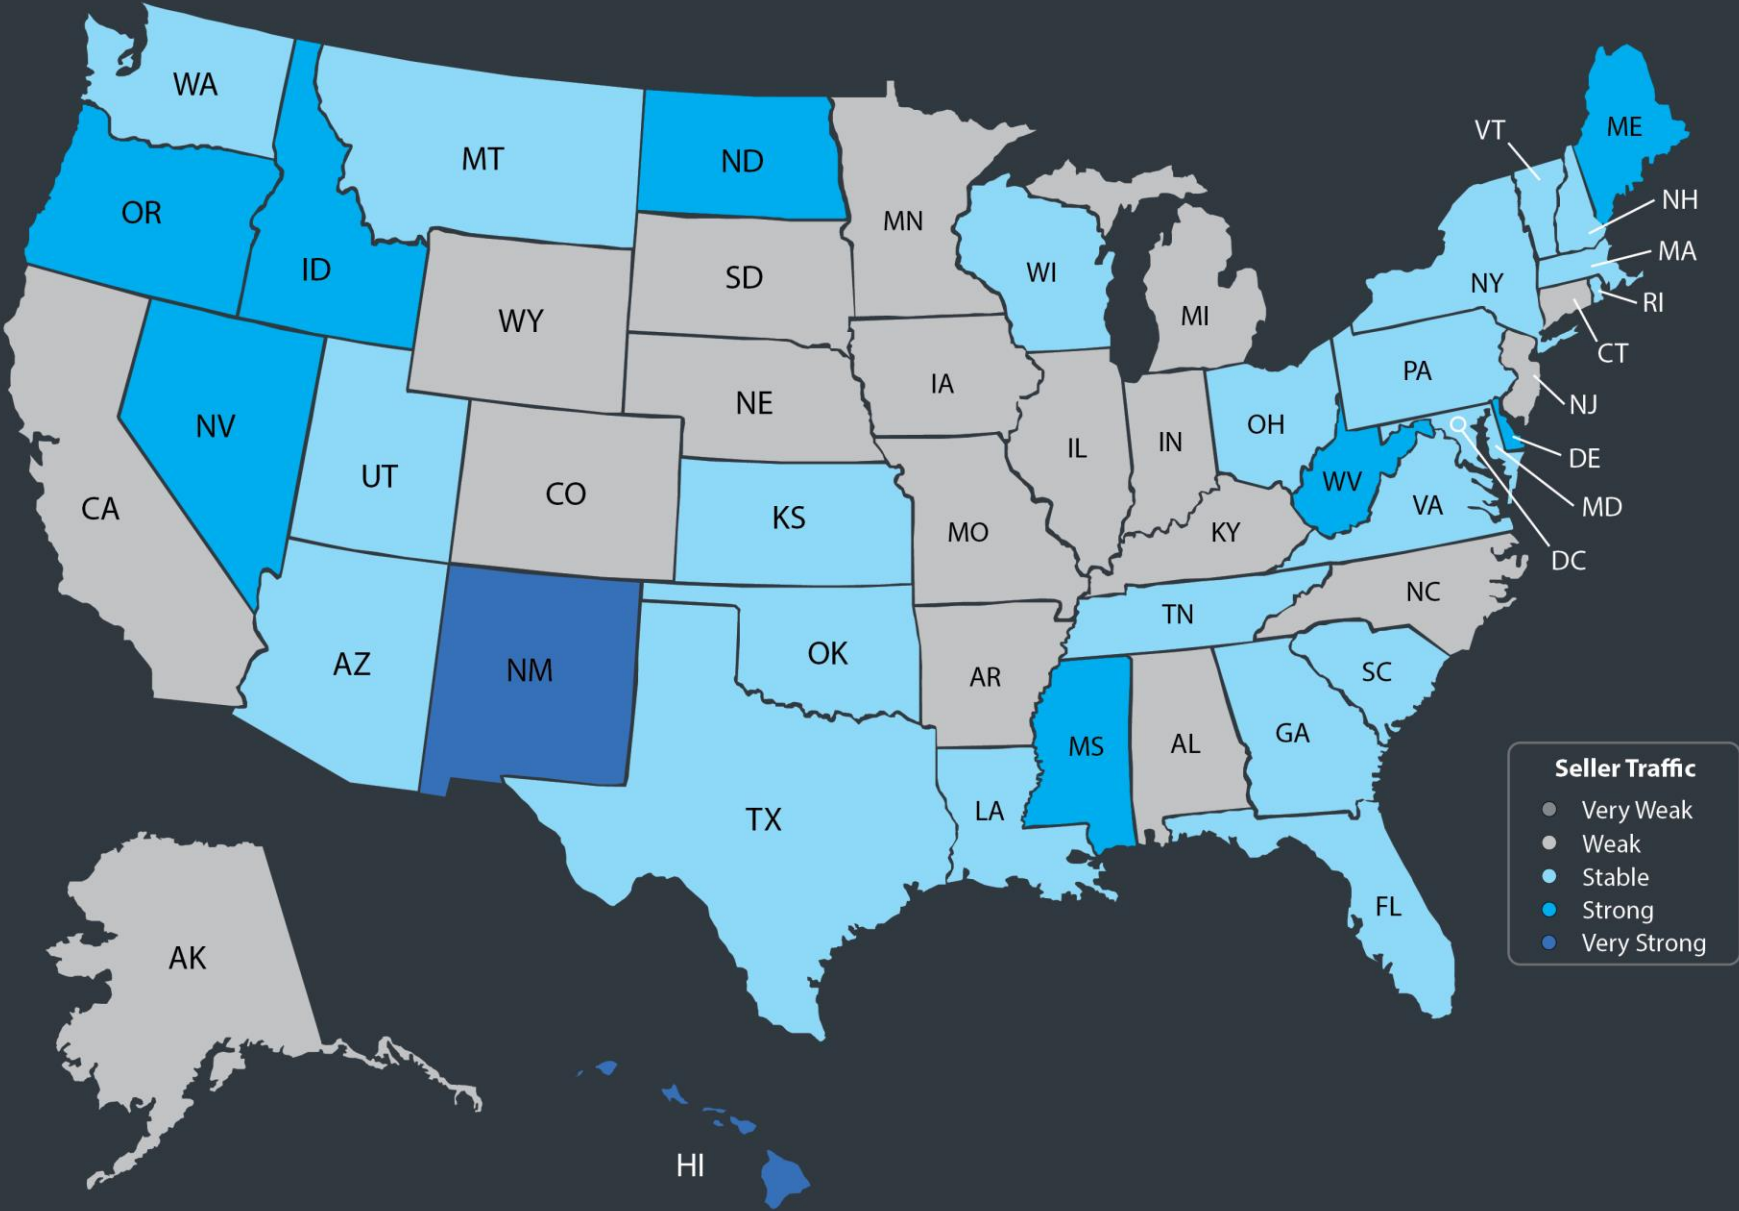 WA
ME
VT
MT
ND
NH
OR
MN
MA
ID
WI
SD
NY
RI
MI
WY
CT
PA
IA
NE
NJ
NV
OH
IL
IN
DE
UT
WV
CO
VA
MD
CA
KS
MO
KY
DC
NC
TN
OK
AZ
NM
SC
AR
GA
MS
AL
Seller Traffic
Very Weak
LA
TX
Weak
Stable
FL
Strong
Very Strong
AK
HI